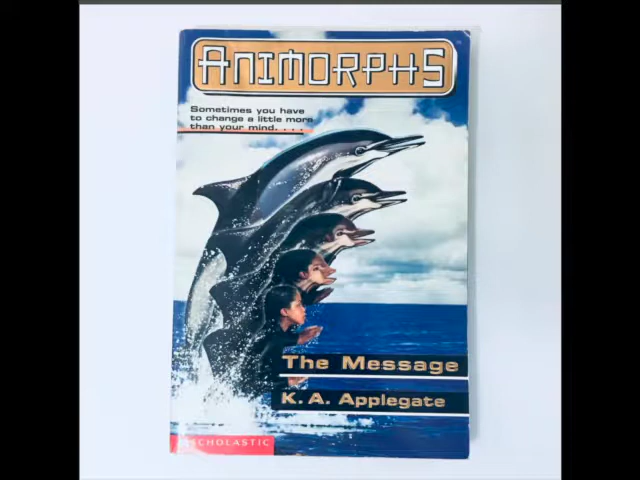 ANIMORPHS
Sometimes you have
to change a little more
than your mind. . . .
The Message
K. A. Applegate
SCHOLASTIC